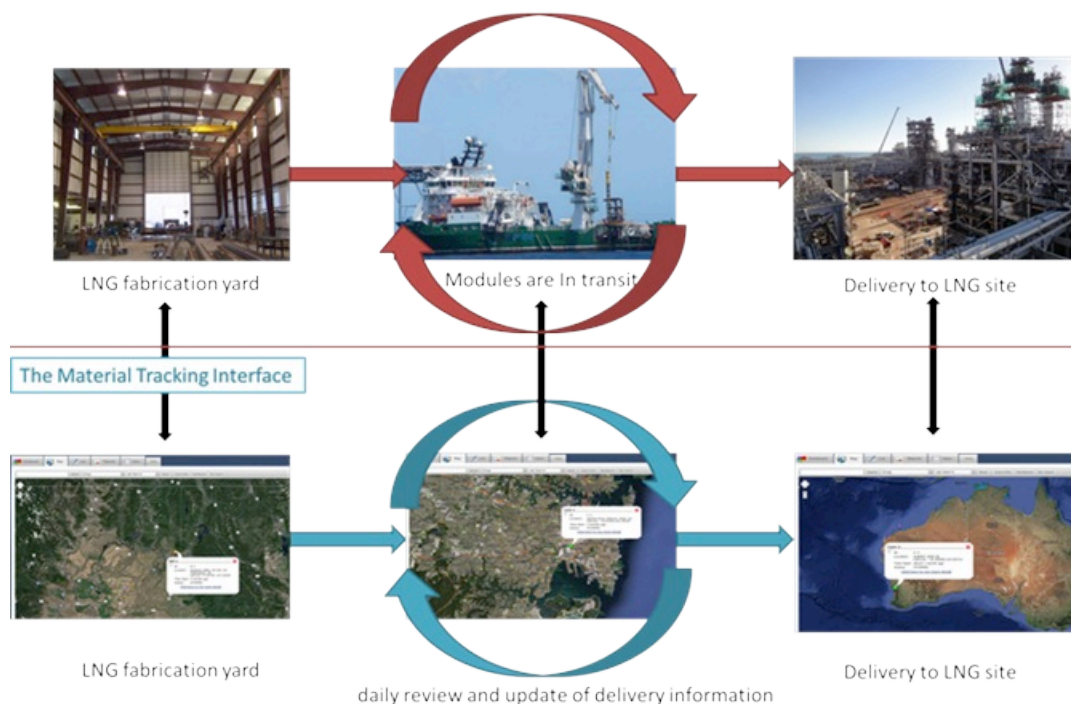 LNG fabrication yard
Modules are In transit
Delivery to LNG site
The Material Tracking Interface
LNG fabrication yard
daily review and update of delivery information
Delivery to LNG site